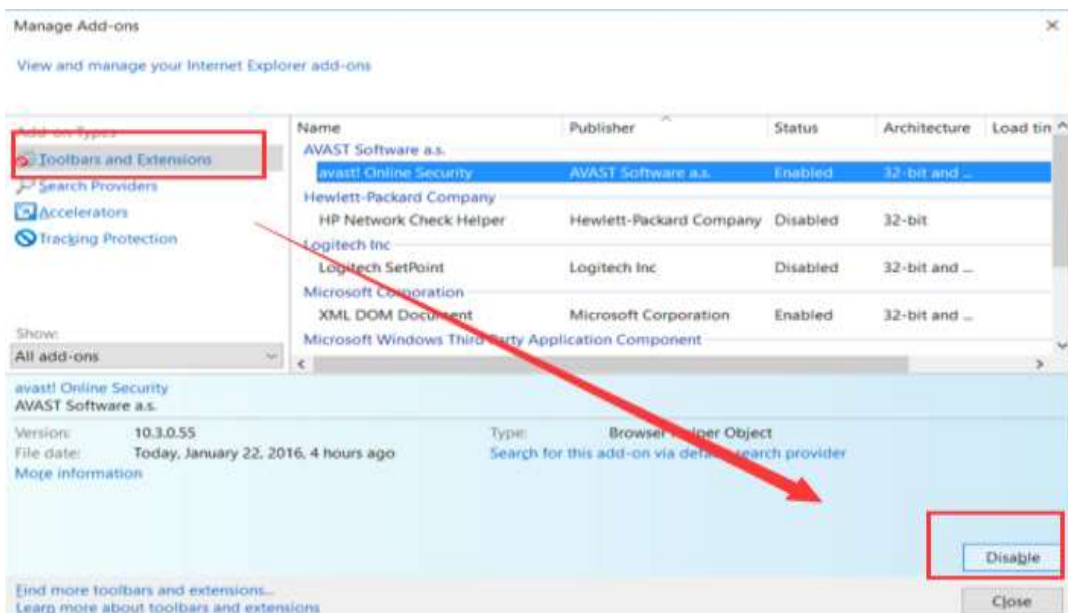 Manage Add-ons
View and manage your Internet Explorer add-ons
Add-on Types
Toolbars and Extensions
Search Providers
Accelerators
Tracking Protection
Show:
All add-ons
Name Publisher Status Architecture Load tim
AVAST Software a.s.
avast! Online Security AVAST Software a.s. Enabled 32-bit and ...
Hewlett-Packard Company
HP Network Check Helper Hewlett-Packard Company Disabled 32-bit
Logitech Inc
Logitech SetPoint Logitech Inc Disabled 32-bit and ...
Microsoft Corporation
XML DOM Document Microsoft Corporation Enabled 32-bit and ...
Microsoft Windows Third Party Application Component
avast! Online Security
AVAST Software a.s.
Version: 10.3.0.55 Type: Browser Helper Object
File date: Today, January 22, 2016, 4 hours ago Search for this add-on via default search provider
More information
Disable
Find more toolbars and extensions...
Learn more about toolbars and extensions
Close